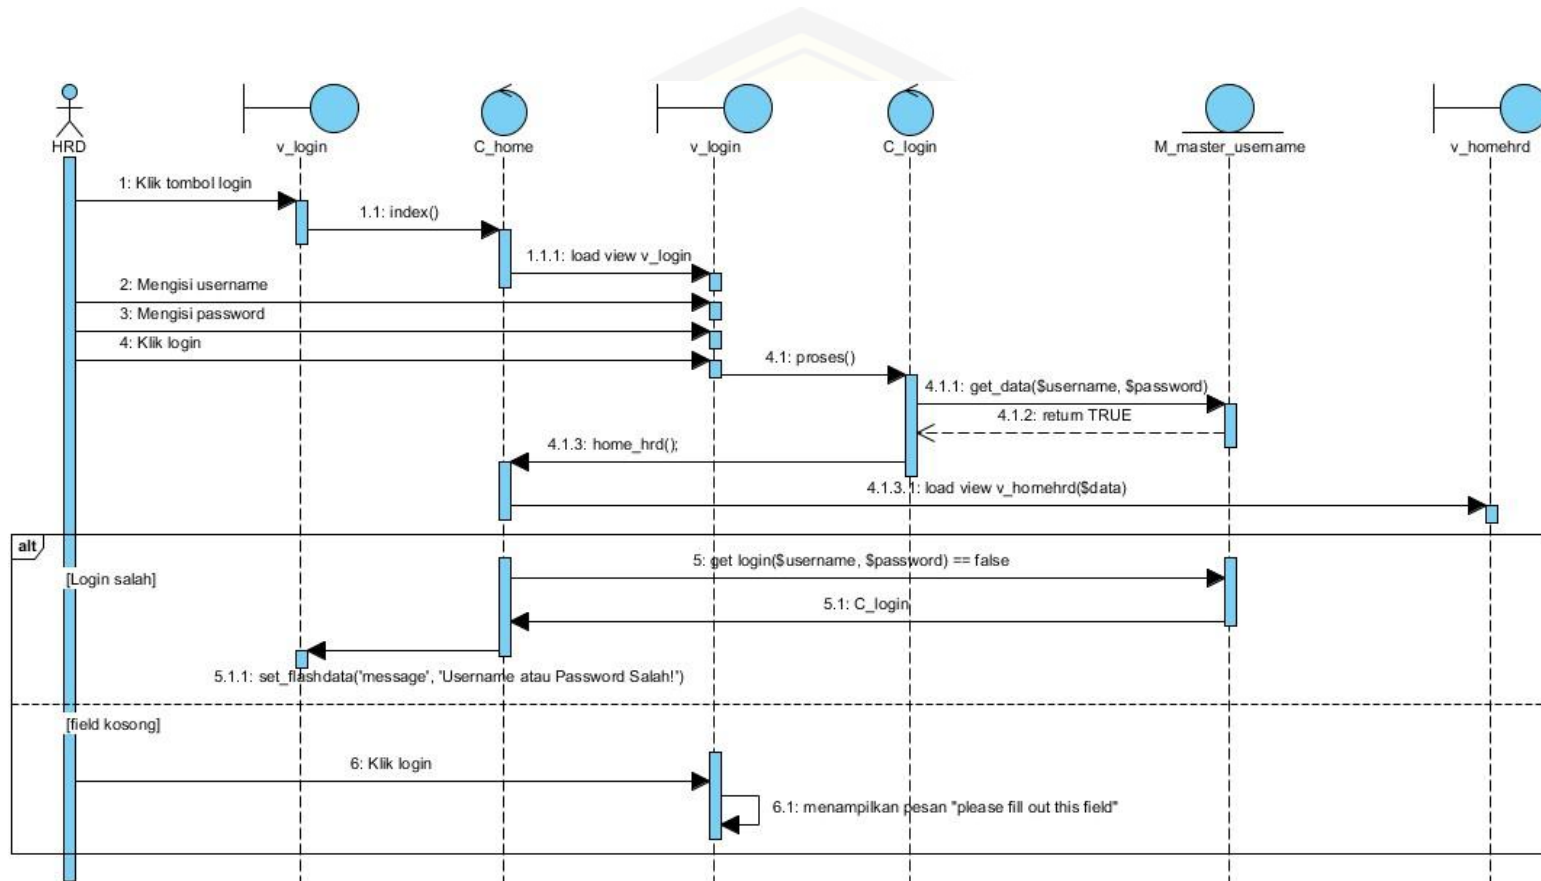 HRD
v_login
C_home
v_login
C_login
M_master_username
v_homehrd
1: Klik tombol login
1.1: index()
1.1.1: load view v_login
2: Mengisi username
3: Mengisi password
4: Klik login
4.1: proses()
4.1.1: get_data($username, $password)
4.1.2: return TRUE
4.1.3: home_hrd();
4.1.3.1: load view v_homehrd($data)
alt
[Login salah]
5: get login($username, $password) == false
5.1: C_login
5.1.1: set_flashdata('message', 'Username atau Password Salah!')
[field kosong]
6: Klik login
6.1: menampilkan pesan "please fill out this field"